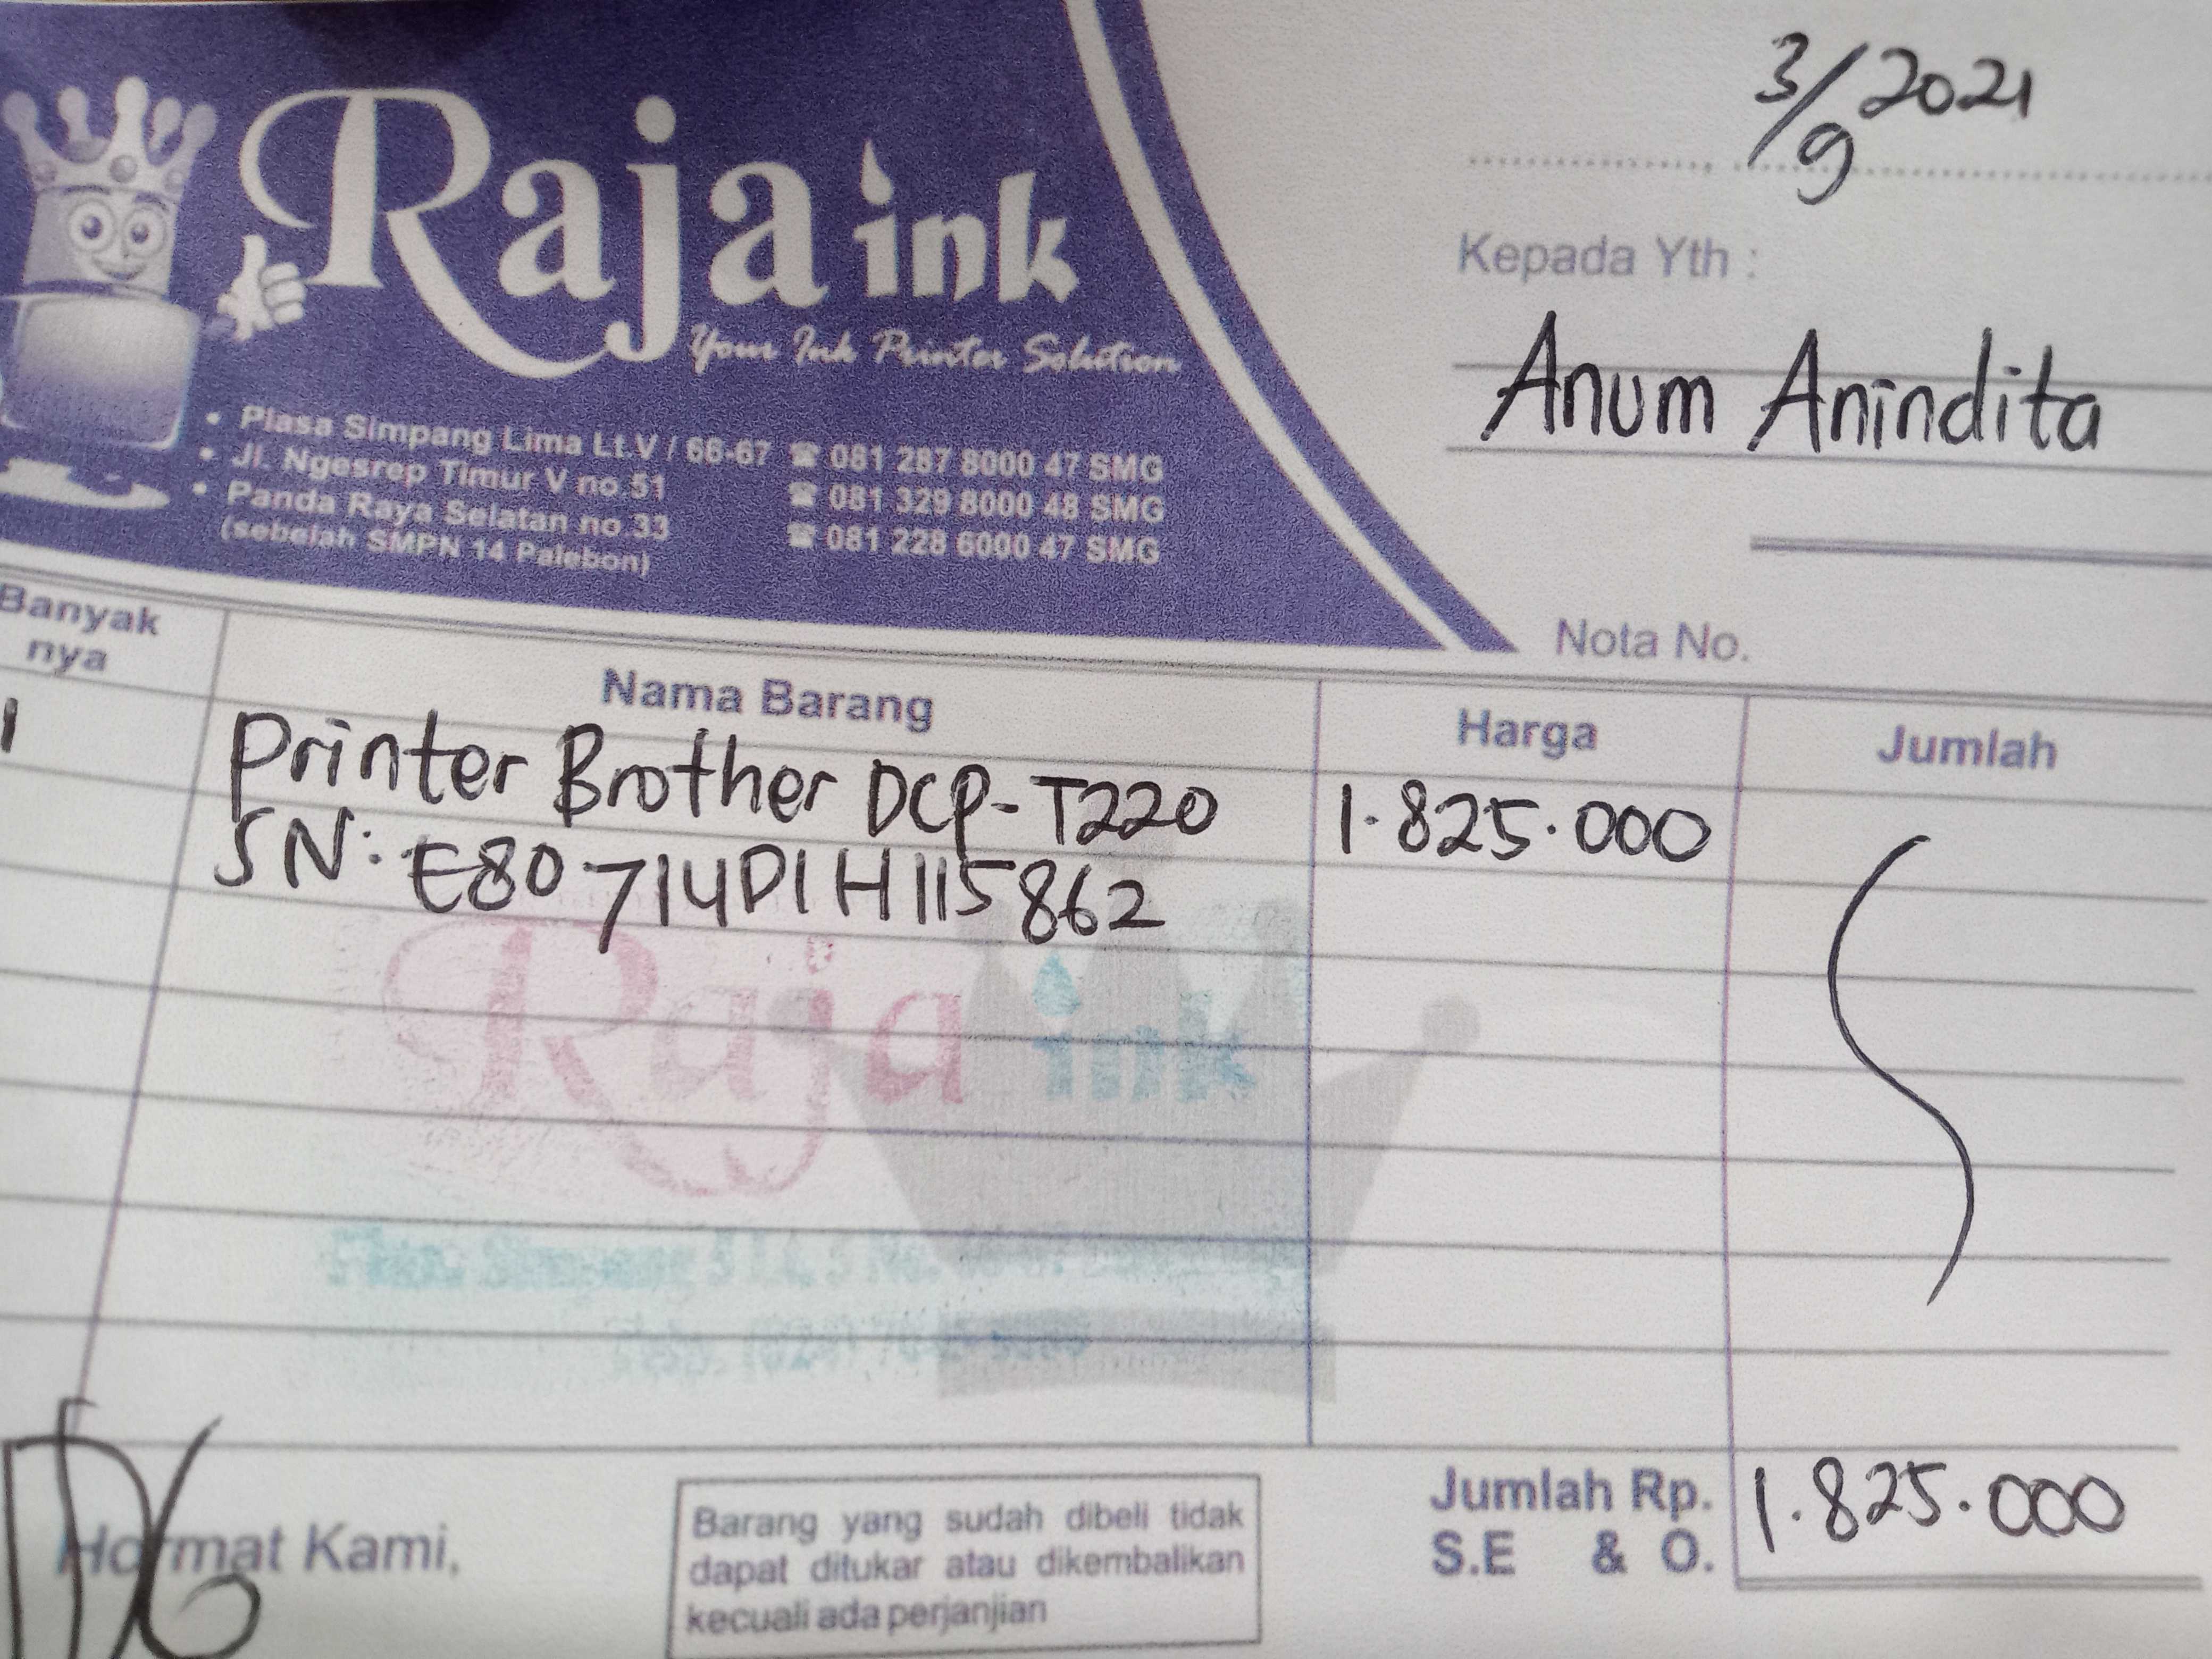 Raja ink
Your Ink Printer Solution
• Plasa Simpang Lima Lt.V / 66-67 ☎ 081 287 8000 47 SMG
• Jl. Ngesrep Timur V no.51 ☎ 081 329 8000 48 SMG
• Panda Raya Selatan no.33 ☎ 081 228 6000 47 SMG
(sebelah SMPN 14 Palebon)
3/9 2021
Kepada Yth :
Anum Anindita
Nota No.
Banyak nya Nama Barang Harga Jumlah
1 Printer Brother DCP-T220 1.825.000
SN: E80714D1H115862
Raja ink
Hormat Kami,
Barang yang sudah dibeli tidak
dapat ditukar atau dikembalikan
kecuali ada perjanjian
Jumlah Rp. 1.825.000
S.E & O.